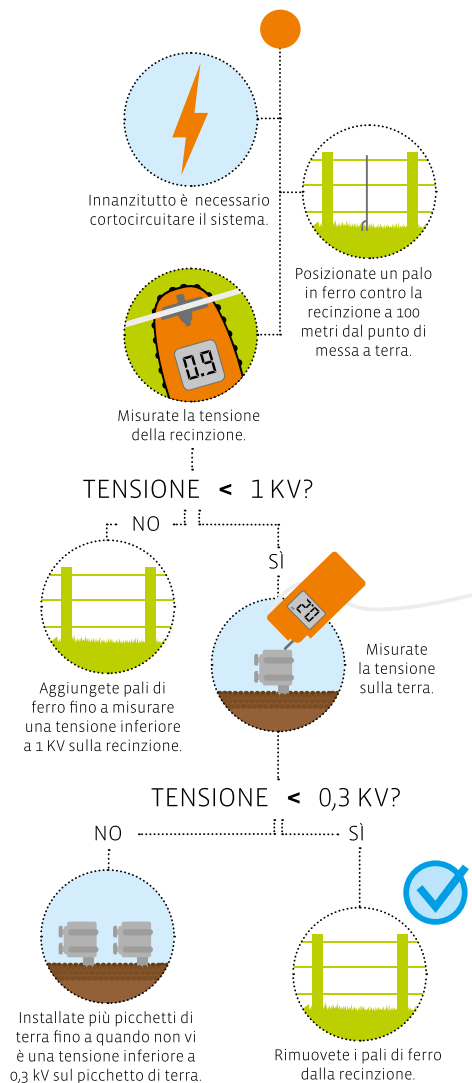 Innanzitutto è necessario
cortocircuitare il sistema.
Posizionate un palo
in ferro contro la
recinzione a 100
metri dal punto di
messa a terra.
0.9
Misurate la tensione
della recinzione.
TENSIONE < 1 KV?
NO
SÌ
Aggiungete pali di
ferro fino a misurare
una tensione inferiore
a 1 KV sulla recinzione.
Misurate
la tensione
sulla terra.
TENSIONE < 0,3 KV?
NO
SÌ
Installate più picchetti di
terra fino a quando non vi
è una tensione inferiore a
0,3 kV sul picchetto di terra.
Rimuovete i pali di ferro
dalla recinzione.